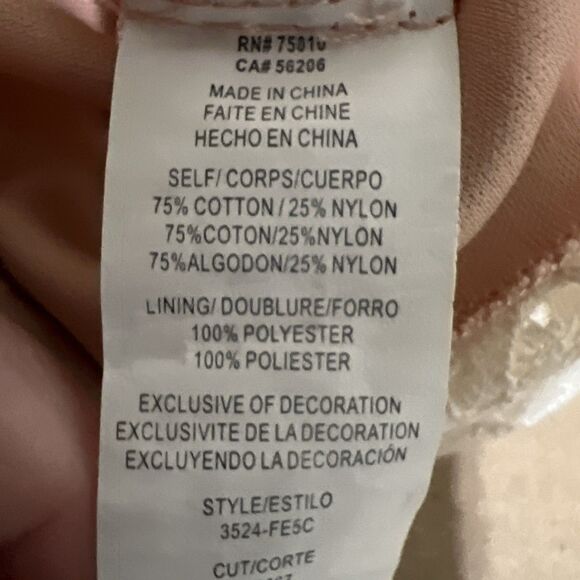 RN# 75810
CA# 56206
MADE IN CHINA
FAITE EN CHINE
HECHO EN CHINA
SELF/ CORPS/CUERPO
75% COTTON / 25% NYLON
75%COTON/25%NYLON
75%ALGODON/25% NYLON
LINING/ DOUBLURE/FORRO
100% POLYESTER
100% POLIESTER
EXCLUSIVE OF DECORATION
EXCLUSIVITE DE LA DECORATION
EXCLUYENDO LA DECORACIÓN
STYLE/ESTILO
3524-FE5C
CUT/CORTE